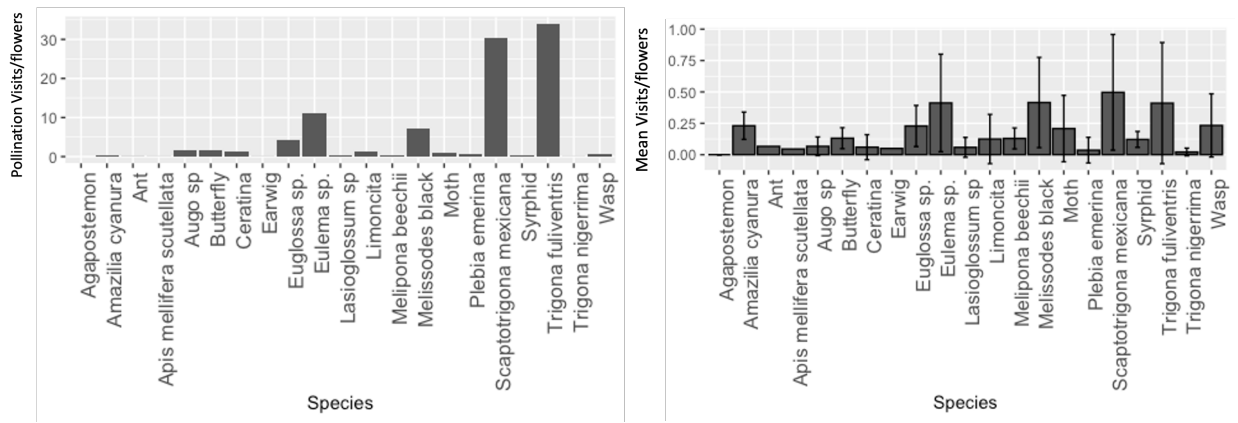 Pollination Visits/flowers
30
20
10
0
Agapostemon
Amazilia cyanura
Ant
Apis mellifera scutellata
Augo sp
Butterfly
Ceratina
Earwig
Euglossa sp.
Eulema sp.
Lasioglossum sp
Limoncita
Melipona beechii
Melissodes black
Moth
Plebia emerina
Scaptotrigona mexicana
Syrphid
Trigona fuliventris
Trigona nigerrima
Wasp
Species
Mean Visits/flowers
1.00
0.75
0.50
0.25
0.00
Agapostemon
Amazilia cyanura
Ant
Apis mellifera scutellata
Augo sp
Butterfly
Ceratina
Earwig
Euglossa sp.
Eulema sp.
Lasioglossum sp
Limoncita
Melipona beechii
Melissodes black
Moth
Plebia emerina
Scaptotrigona mexicana
Syrphid
Trigona fuliventris
Trigona nigerrima
Wasp
Species